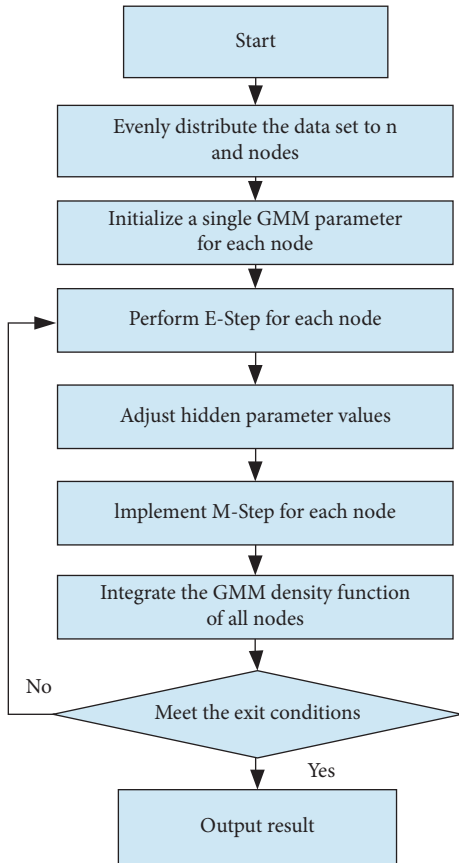 Start
Evenly distribute the data set to n
and nodes
Initialize a single GMM parameter
for each node
Perform E-Step for each node
Adjust hidden parameter values
Implement M-Step for each node
Integrate the GMM density function
of all nodes
No
Meet the exit conditions
Yes
Output result